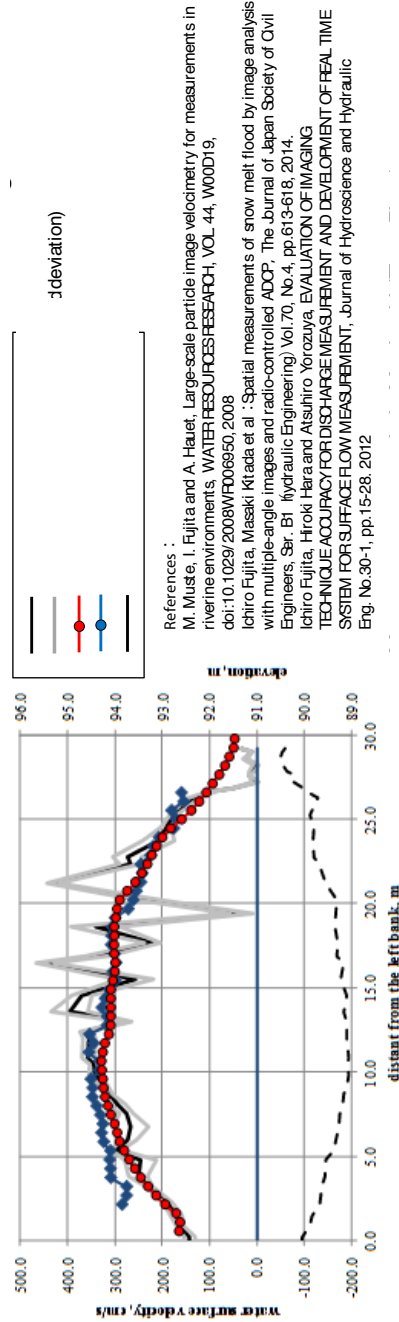 ddeviation)
References :
M. Muste, I. Fujita and A. Hauet, Large-scale particle image velocimetry for measurements in
riverine environments, WATER RESOURCES RESEARCH, VOL. 44, W00D19,
doi:10.1029/2008WR006950, 2008
Ichiro Fujita, Masaki Kitada et al : Spatial measurements of snow melt flood by image analysis
with multiple-angle images and radio-controlled ADCP, The Journal of Japan Society of Civil
Engineers, Ser. B1 (Hydraulic Engineering) Vol.70, No.4, pp.613-618, 2014.
Ichiro Fujita, Hiroki Hara and Atsuhiro Yorozuya, EVALUATION OF IMAGING
TECHNIQUE ACCURACY FOR DISCHARGE MEASUREMENT AND DEVELOPMENT OF REAL TIME
SYSTEM FOR SURFACE FLOW MEASUREMENT, Journal of Hydroscience and Hydraulic
Eng. No.30-1, pp.15-28. 2012
water surface velocity, cm/s
500.0
400.0
300.0
200.0
100.0
0.0
-100.0
-200.0
0.0 5.0 10.0 15.0 20.0 25.0 30.0
distant from the left bank, m
96.0
95.0
94.0
93.0
92.0
91.0
90.0
89.0
elevation, m